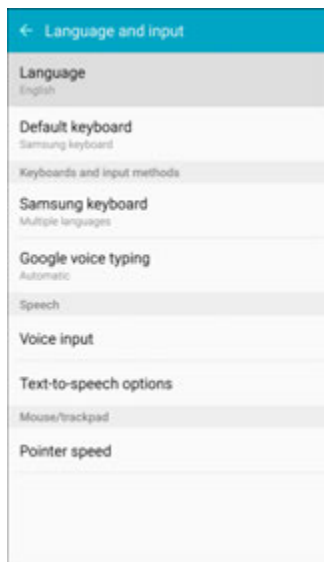 Language and input
Language
English
Default keyboard
Samsung keyboard
Keyboards and input methods
Samsung keyboard
Multiple languages
Google voice typing
Automatic
Speech
Voice input
Text-to-speech options
Mouse/trackpad
Pointer speed